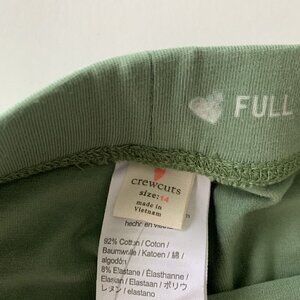 FULL
crewcuts
size: 14
made in
Vietnam
hecho en
92% Cotton / Coton /
Baumwolle / Katoen / 綿 /
algodón
8% Elastane / Élasthanne /
Elastan / Elastaan / ポリウ
レタン / elastano